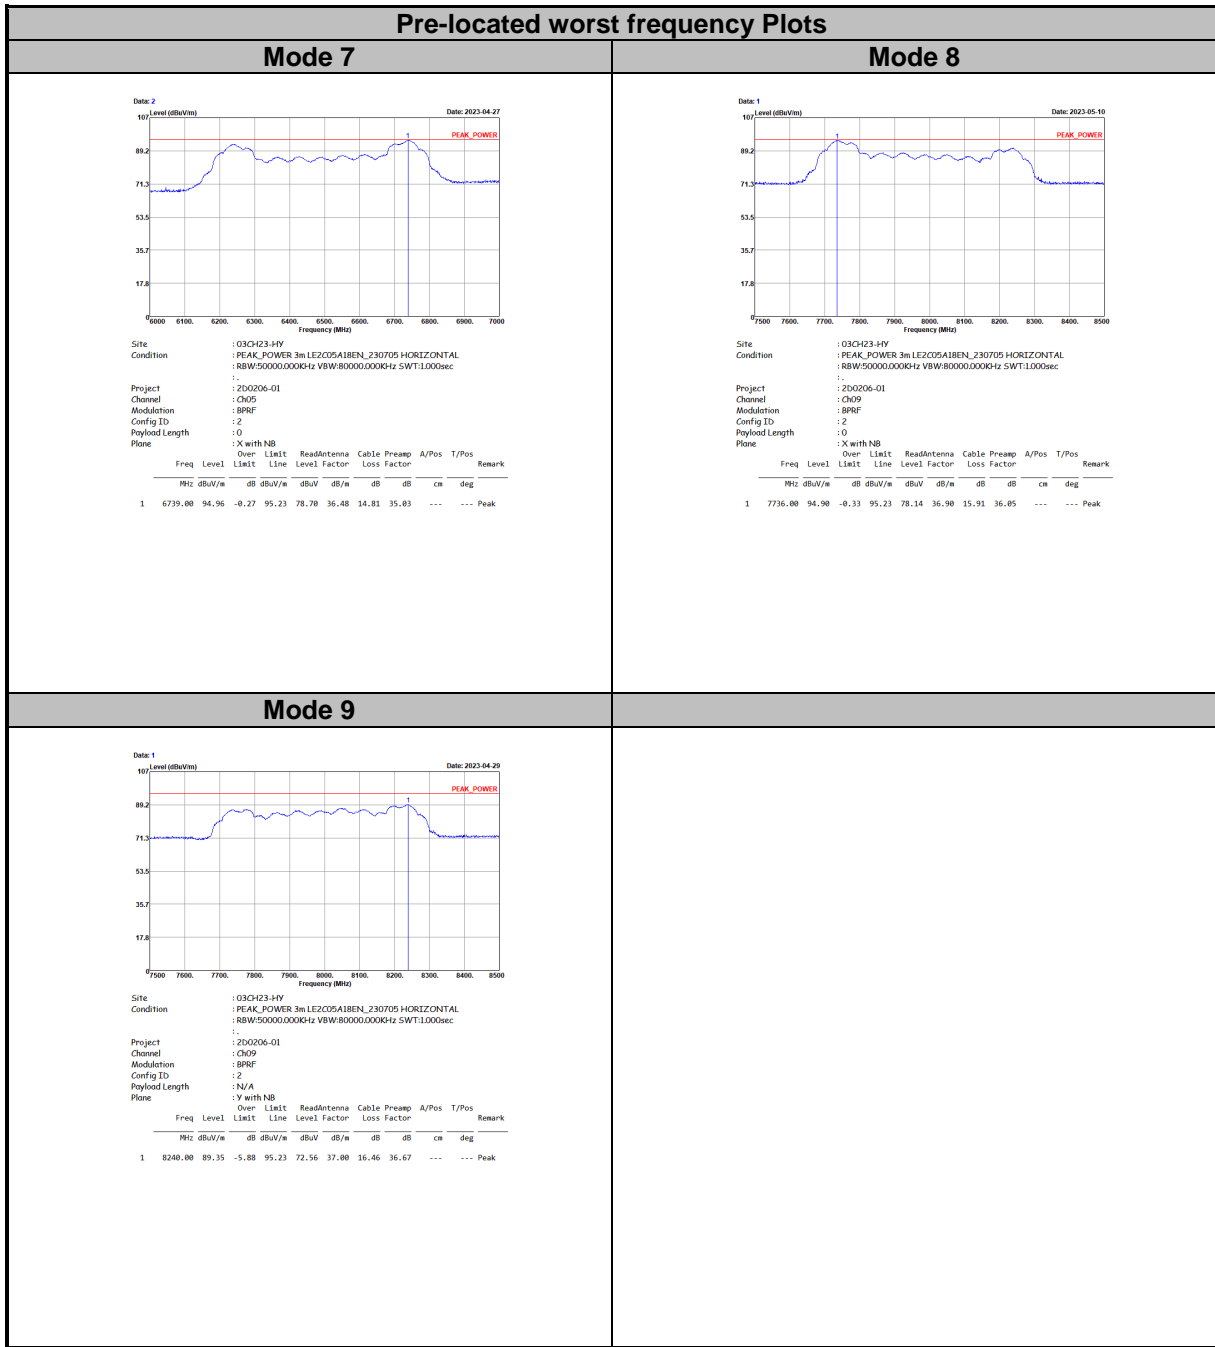 Pre-located worst frequency Plots
Mode 7
Mode 8
Data: 2
Level (dBuV/m)
Date: 2023-04-27
107
PEAK_POWER
1
89.2
71.3
53.5
35.7
17.8
0
6000 6100. 6200. 6300. 6400. 6500. 6600. 6700. 6800. 6900. 7000
Frequency (MHz)
Site : 03CH23-HY
Condition : PEAK_POWER 3m LE2C05A18EN_230705 HORIZONTAL
: RBW:50000.000KHz VBW:80000.000KHz SWT:1.000sec
: .
Project : 2D0206-01
Channel : Ch05
Modulation : BPRF
Config ID : 2
Payload Length : 0
Plane : X with NB
Over Limit ReadAntenna Cable Preamp A/Pos T/Pos
Freq Level Limit Line Level Factor Loss Factor Remark
MHz dBuV/m dB dBuV/m dBuV dB/m dB dB cm deg
1 6739.00 94.96 -0.27 95.23 78.70 36.48 14.81 35.03 --- --- Peak
Data: 1
Level (dBuV/m)
Date: 2023-05-10
107
PEAK_POWER
1
89.2
71.3
53.5
35.7
17.8
0
7500 7600. 7700. 7800. 7900. 8000. 8100. 8200. 8300. 8400. 8500
Frequency (MHz)
Site : 03CH23-HY
Condition : PEAK_POWER 3m LE2C05A18EN_230705 HORIZONTAL
: RBW:50000.000KHz VBW:80000.000KHz SWT:1.000sec
: .
Project : 2D0206-01
Channel : Ch09
Modulation : BPRF
Config ID : 2
Payload Length : 0
Plane : X with NB
Over Limit ReadAntenna Cable Preamp A/Pos T/Pos
Freq Level Limit Line Level Factor Loss Factor Remark
MHz dBuV/m dB dBuV/m dBuV dB/m dB dB cm deg
1 7736.00 94.90 -0.33 95.23 78.14 36.90 15.91 36.05 --- --- Peak
Mode 9
Data: 1
Level (dBuV/m)
Date: 2023-04-29
107
PEAK_POWER
1
89.2
71.3
53.5
35.7
17.8
0
7500 7600. 7700. 7800. 7900. 8000. 8100. 8200. 8300. 8400. 8500
Frequency (MHz)
Site : 03CH23-HY
Condition : PEAK_POWER 3m LE2C05A18EN_230705 HORIZONTAL
: RBW:50000.000KHz VBW:80000.000KHz SWT:1.000sec
: .
Project : 2D0206-01
Channel : Ch09
Modulation : BPRF
Config ID : 2
Payload Length : N/A
Plane : Y with NB
Over Limit ReadAntenna Cable Preamp A/Pos T/Pos
Freq Level Limit Line Level Factor Loss Factor Remark
MHz dBuV/m dB dBuV/m dBuV dB/m dB dB cm deg
1 8240.00 89.35 -5.88 95.23 72.56 37.00 16.46 36.67 --- --- Peak